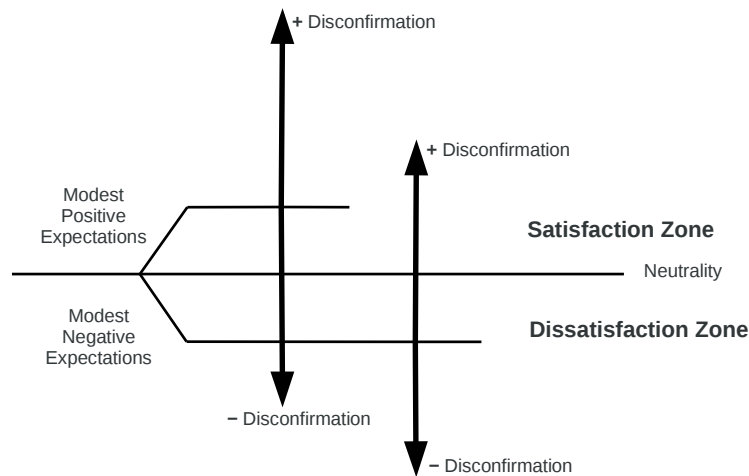 + Disconfirmation
+ Disconfirmation
Modest
Positive
Expectations
Satisfaction Zone
Neutrality
Modest
Negative
Expectations
Dissatisfaction Zone
− Disconfirmation
− Disconfirmation